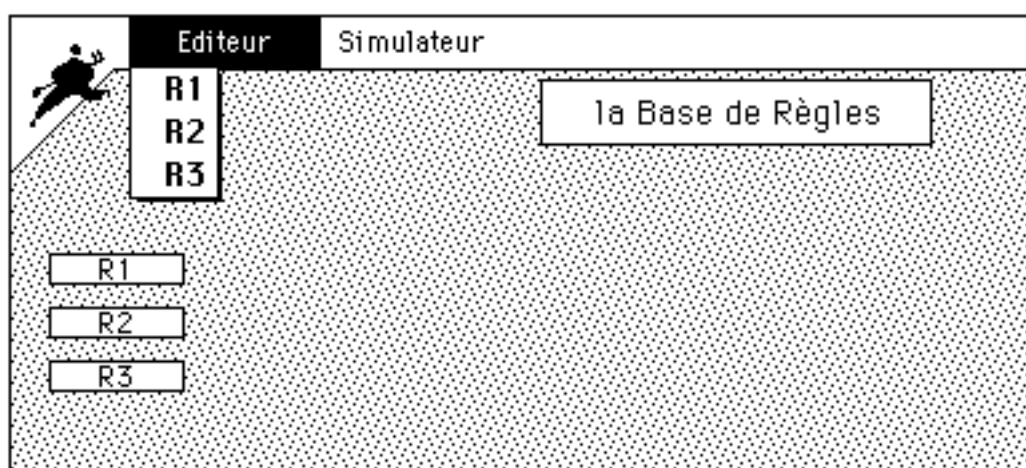 Editeur Simulateur
R1
R2
R3
la Base de Règles
R1
R2
R3